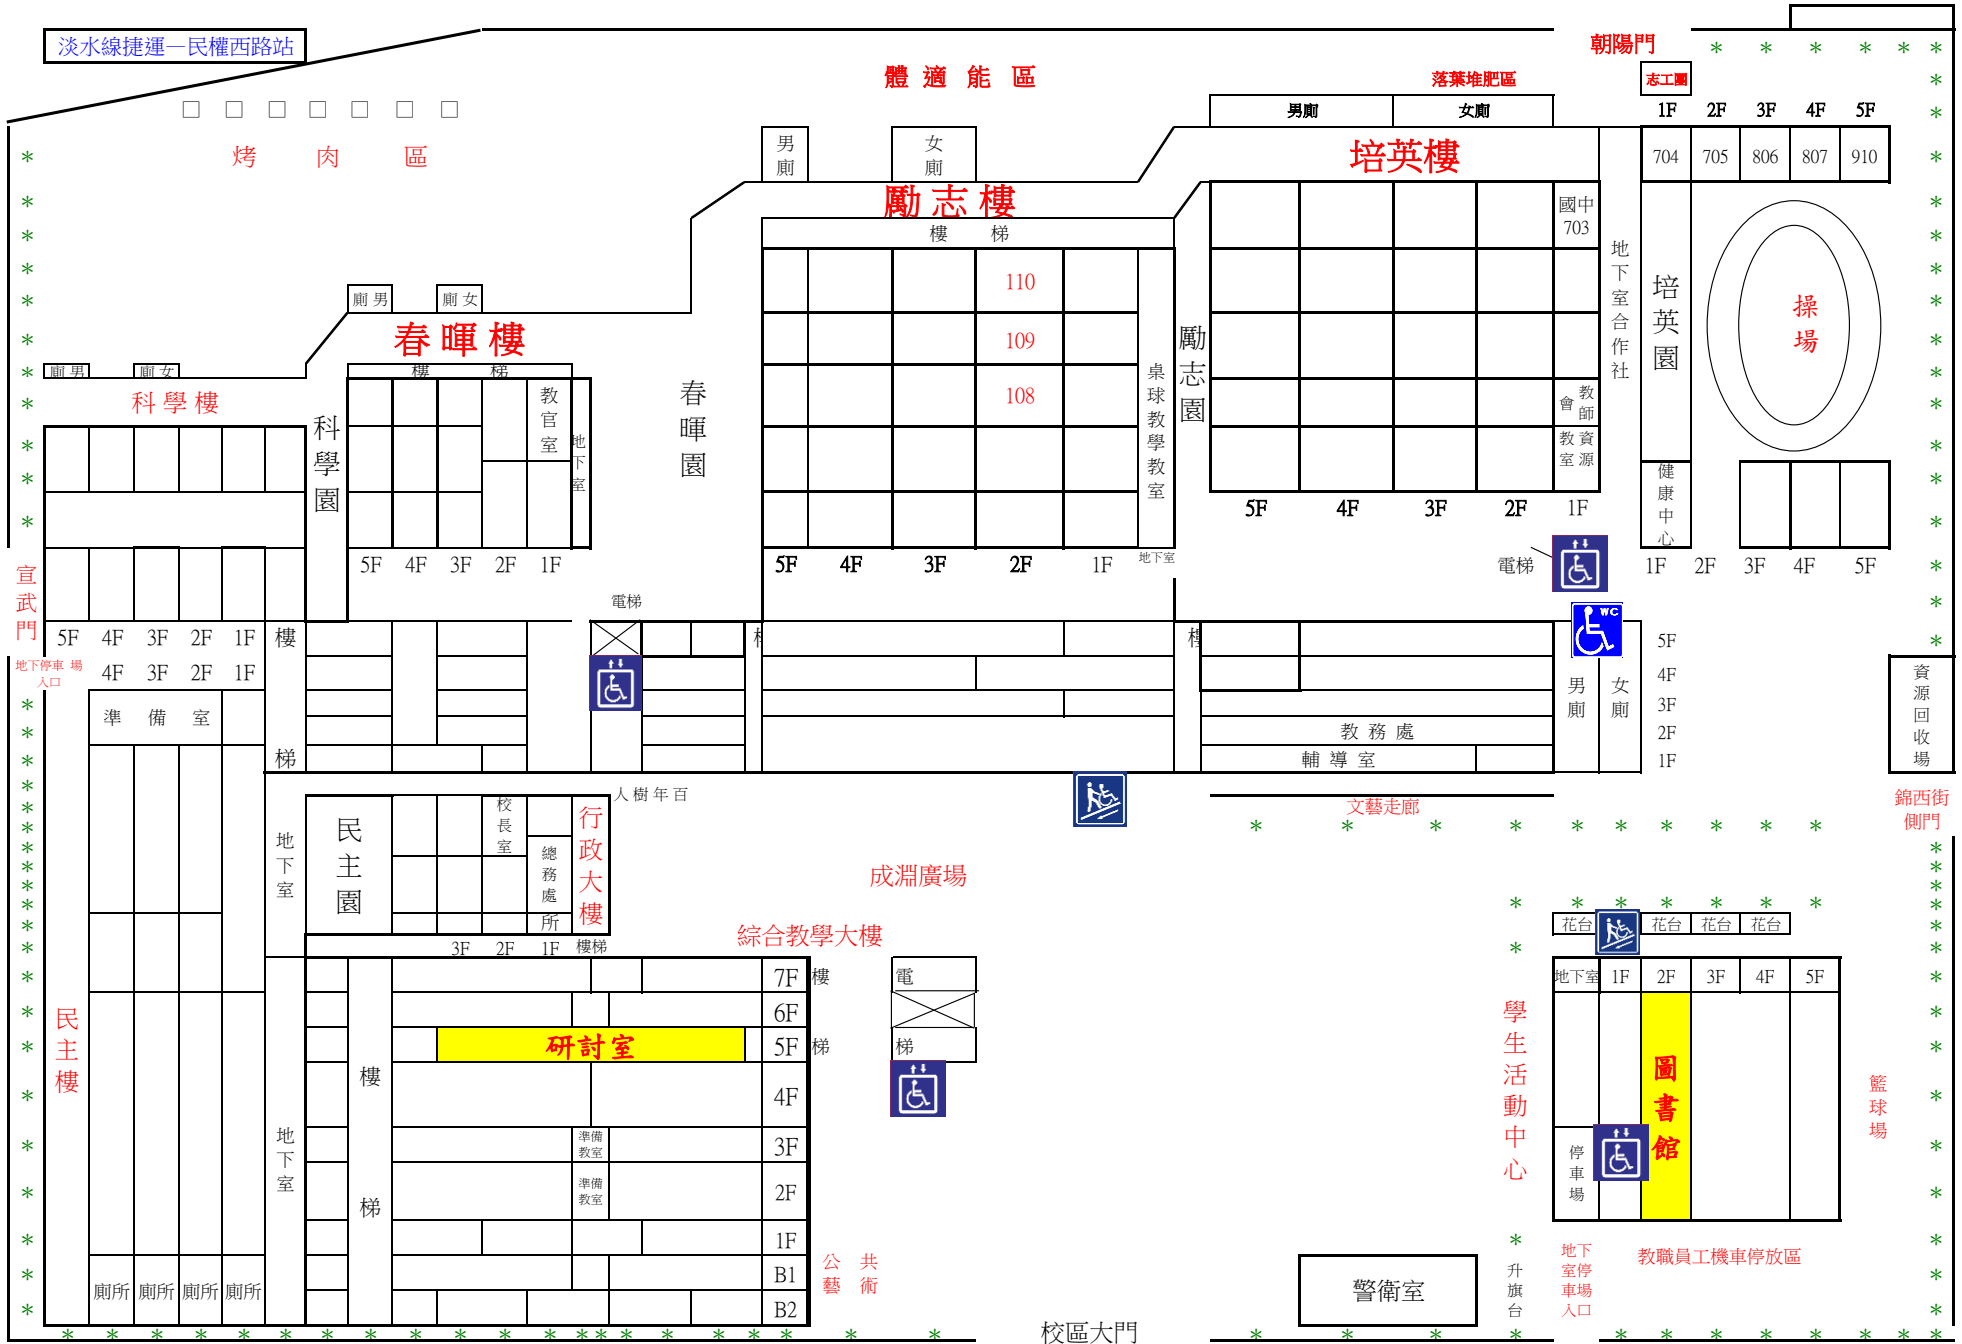 淡水線捷運—民權西路站
朝陽門
體適能區
落葉堆肥區
志工團
□ □ □ □ □ □ □
烤肉區
男廁 女廁
1F 2F 3F 4F 5F
704 705 806 807 910
男廁
女廁
培英樓
勵志樓
樓梯
國中
703
地下室合作社
培英園
操場
110
109
108
桌球教學教室
勵志園
教師會
資源教室
5F 4F 3F 2F 1F
健康中心
1F 2F 3F 4F 5F
廁男 廁女
春暉樓
樓梯
教官室
地下室
春暉園
5F 4F 3F 2F 1F
5F 4F 3F 2F 1F 地下室
廁男 廁女
科學樓
科學園
宣武門
5F 4F 3F 2F 1F
地下停車場
入口
4F 3F 2F 1F
準備室
樓梯
電梯
電梯
WC
男廁
女廁
5F
4F
3F
2F
1F
教務處
輔導室
資源回收場
錦西街
側門
文藝走廊
人樹年百
民主園
校長室
總務處
所
行政大樓
地下室
3F 2F 1F 樓梯
成淵廣場
綜合教學大樓
民主樓
地下室
廁所 廁所 廁所 廁所
樓梯
7F
6F
研討室 5F
4F
準備教室 3F
準備教室 2F
1F
B1
B2
樓梯
電梯
公共
藝術
花台 花台 花台 花台
地下室 1F 2F 3F 4F 5F
學生活動中心
圖書館
停車場
籃球場
升旗台
地下室停車場入口
教職員工機車停放區
警衛室
校區大門